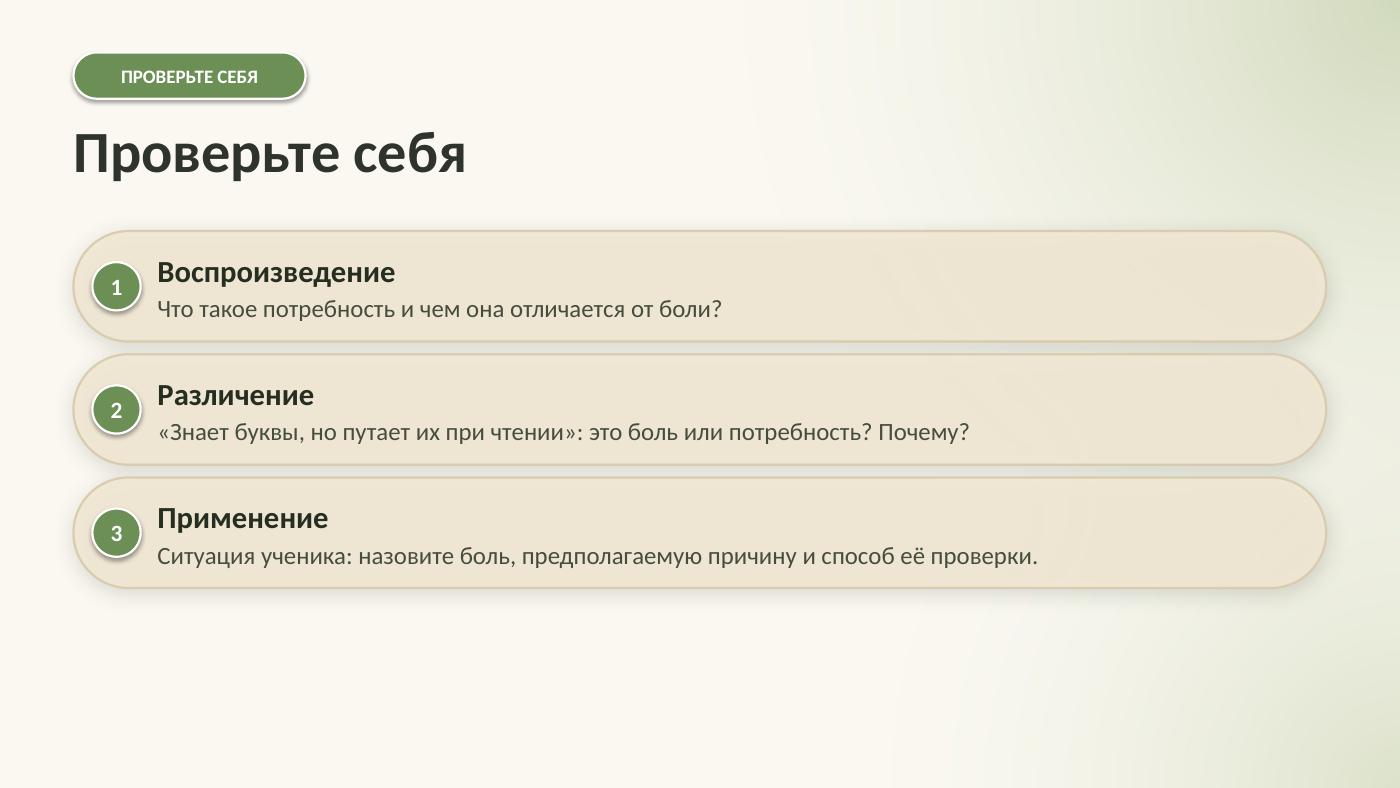 ПРОВЕРЬТЕ СЕБЯ
Проверьте себя
1
Воспроизведение
Что такое потребность и чем она отличается от боли?
2
Различение
«Знает буквы, но путает их при чтении»: это боль или потребность? Почему?
3
Применение
Ситуация ученика: назовите боль, предполагаемую причину и способ её проверки.